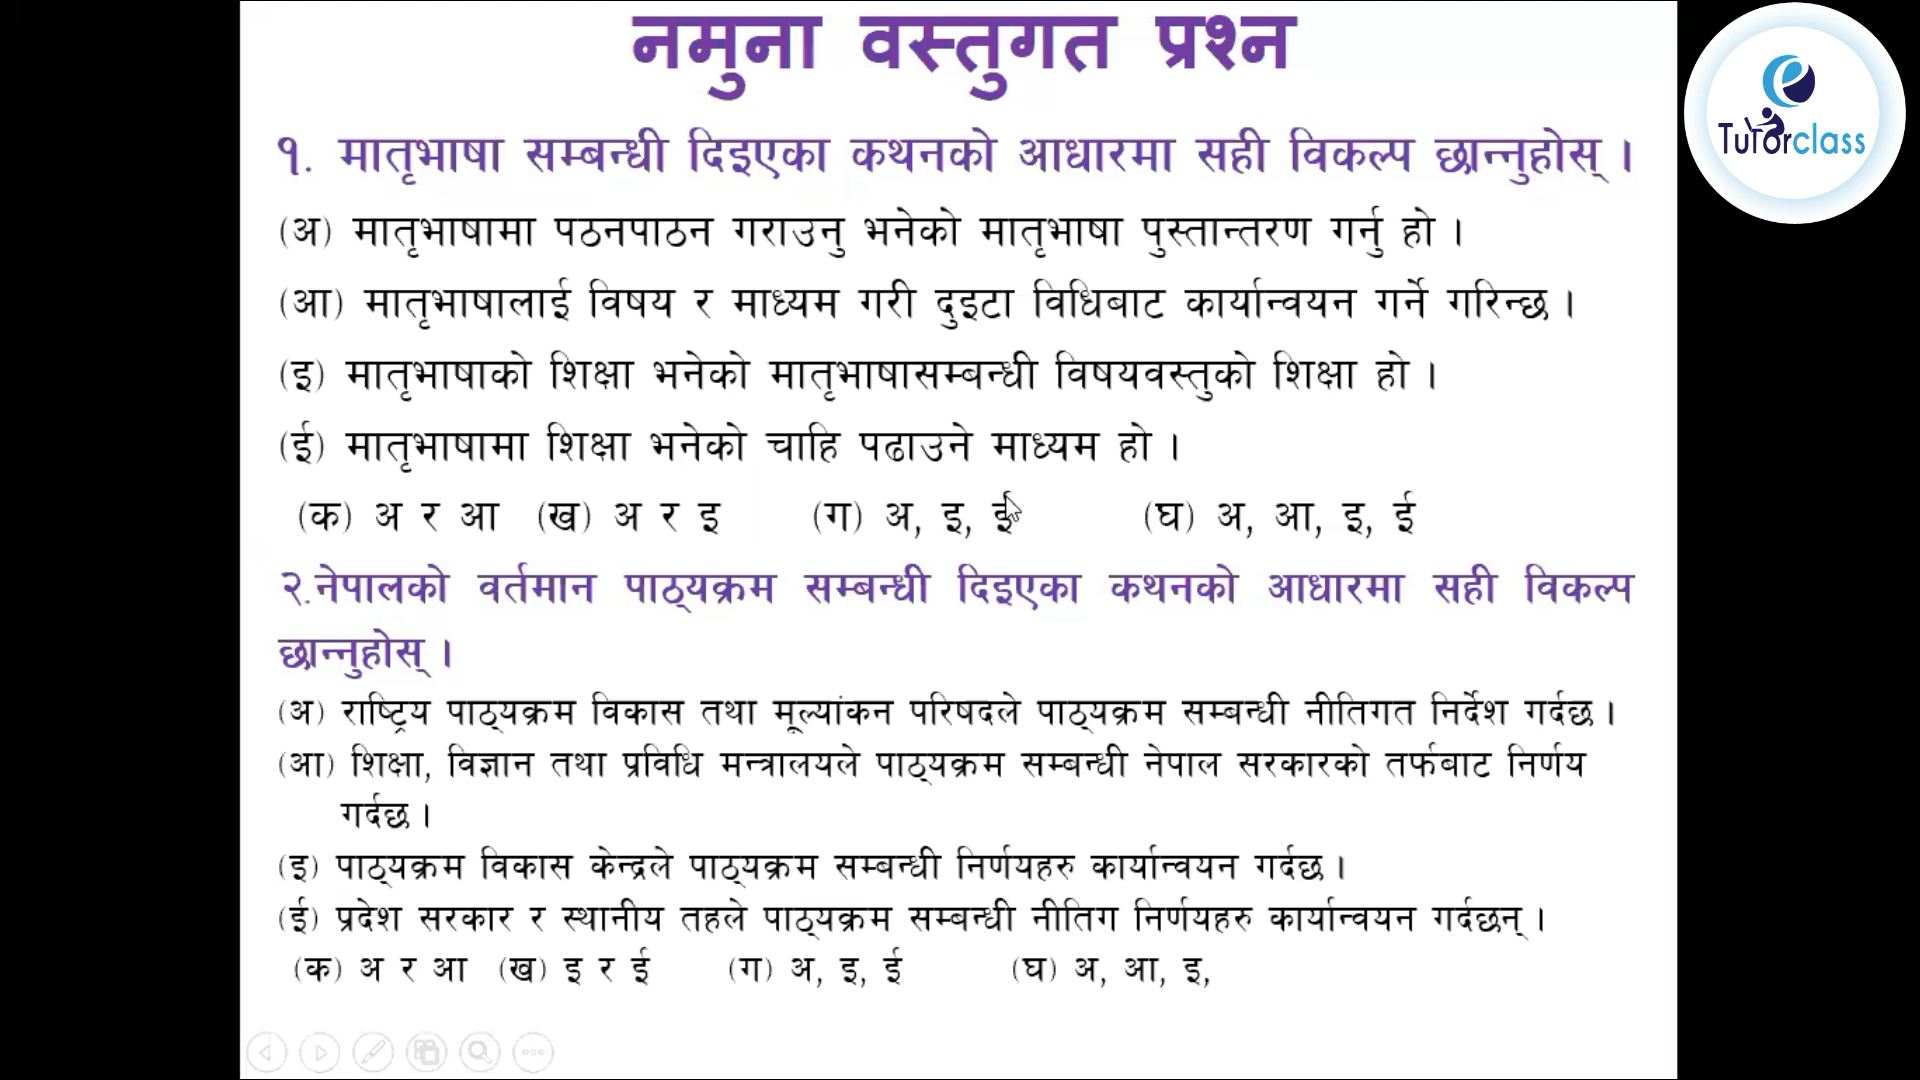 नमुना वस्तुगत प्रश्न
e
Tutorclass
१. मातृभाषा सम्बन्धी दिइएका कथनको आधारमा सही विकल्प छान्नुहोस् ।
(अ) मातृभाषामा पठनपाठन गराउनु भनेको मातृभाषा पुस्तान्तरण गर्नु हो ।
(आ) मातृभाषालाई विषय र माध्यम गरी दुइटा विधिबाट कार्यान्वयन गर्ने गरिन्छ ।
(इ) मातृभाषाको शिक्षा भनेको मातृभाषासम्बन्धी विषयवस्तुको शिक्षा हो ।
(ई) मातृभाषामा शिक्षा भनेको चाहि पढाउने माध्यम हो ।
(क) अ र आ (ख) अ र इ (ग) अ, इ, ई (घ) अ, आ, इ, ई
२.नेपालको वर्तमान पाठ्यक्रम सम्बन्धी दिइएका कथनको आधारमा सही विकल्प
छान्नुहोस् ।
(अ) राष्ट्रिय पाठ्यक्रम विकास तथा मूल्यांकन परिषदले पाठ्यक्रम सम्बन्धी नीतिगत निर्देश गर्दछ ।
(आ) शिक्षा, विज्ञान तथा प्रविधि मन्त्रालयले पाठ्यक्रम सम्बन्धी नेपाल सरकारको तर्फबाट निर्णय
गर्दछ ।
(इ) पाठ्यक्रम विकास केन्द्रले पाठ्यक्रम सम्बन्धी निर्णयहरु कार्यान्वयन गर्दछ ।
(ई) प्रदेश सरकार र स्थानीय तहले पाठ्यक्रम सम्बन्धी नीतिग निर्णयहरु कार्यान्वयन गर्दछन् ।
(क) अ र आ (ख) इ र ई (ग) अ, इ, ई (घ) अ, आ, इ,